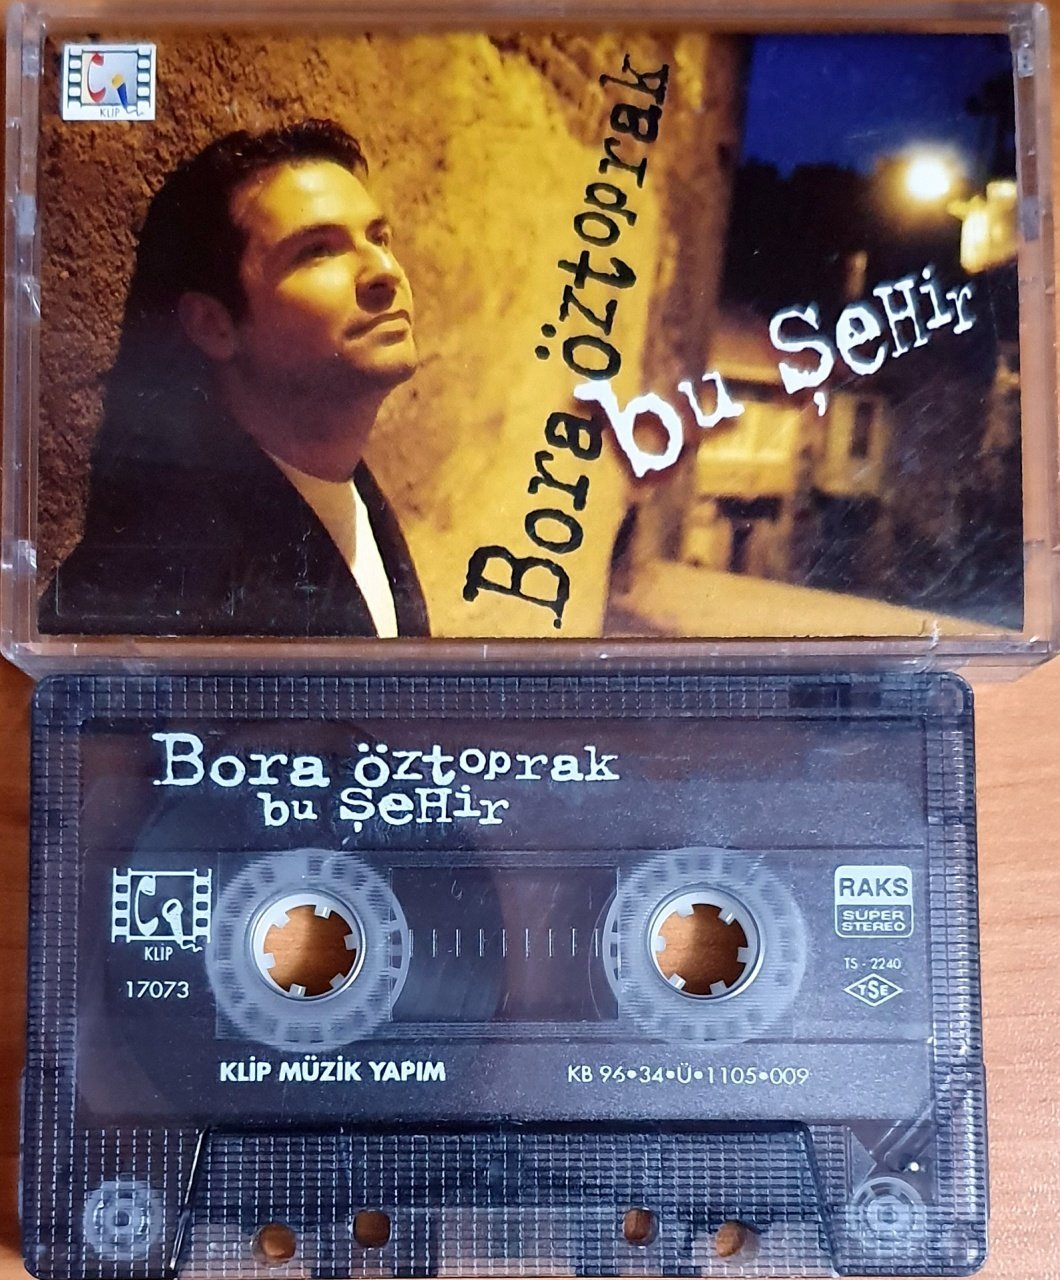 KLİP
Bora öztoprak
bu ŞeHir
Bora öztoprak
bu ŞeHir
KLİP
17073
RAKS
SÜPER
STEREO
TS - 2240
TSE
KLİP MÜZİK YAPIM
KB 96•34•Ü•1105•009